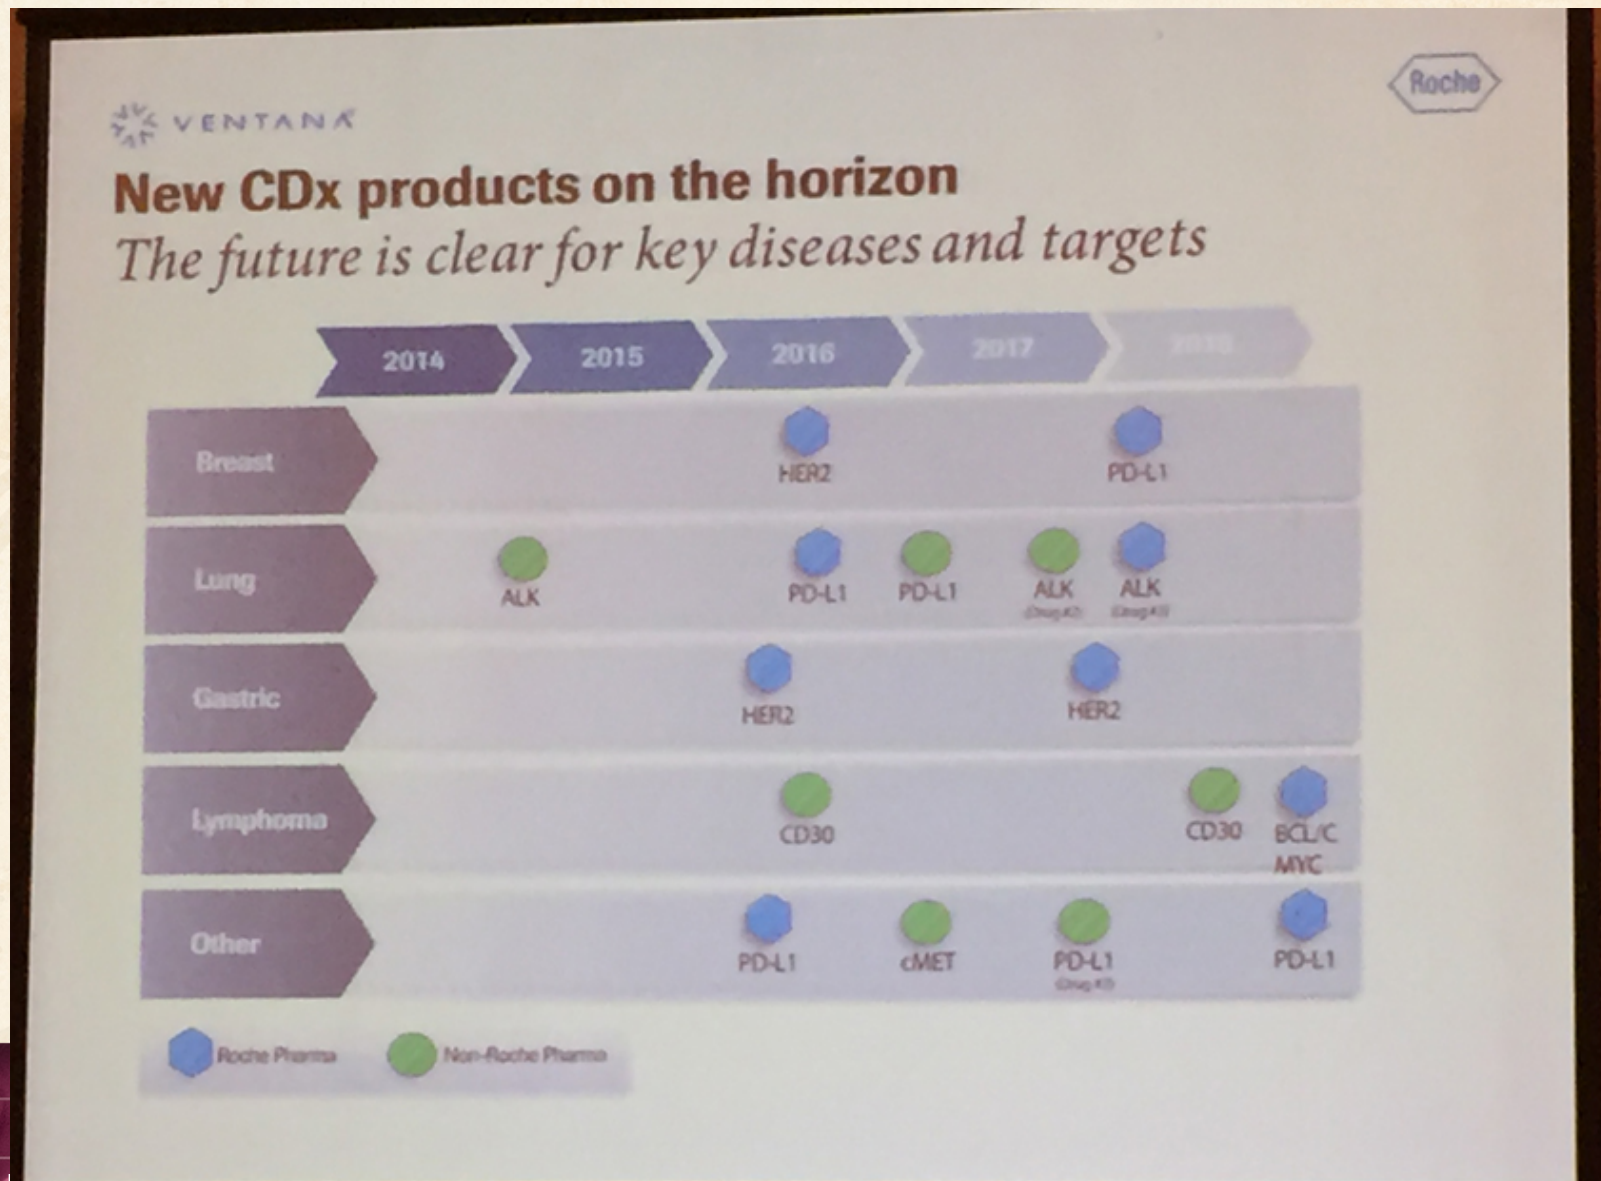 Roche
VENTANA
New CDx products on the horizon
The future is clear for key diseases and targets
2014 2015 2016 2017
Breast
HER2 PD-L1
Lung
ALK PD-L1 PD-L1 ALK ALK
Gastric
HER2 HER2
Lymphoma
CD30 CD30 BCL/C
MYC
Other
PD-L1 cMET PD-L1 PD-L1
Roche Pharma Non-Roche Pharma